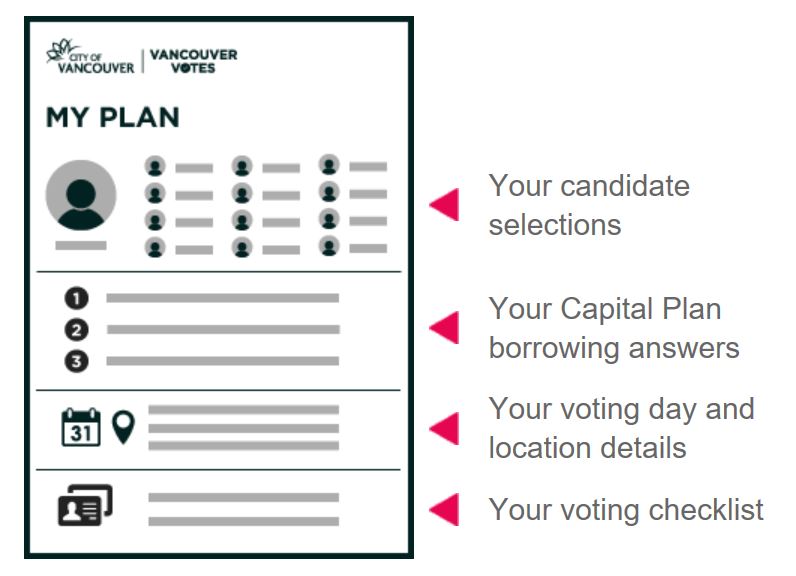 CITY OF
VANCOUVER
VANCOUVER
VOTES
MY PLAN
Your candidate
selections
1
2
3
Your Capital Plan
borrowing answers
31
Your voting day and
location details
Your voting checklist